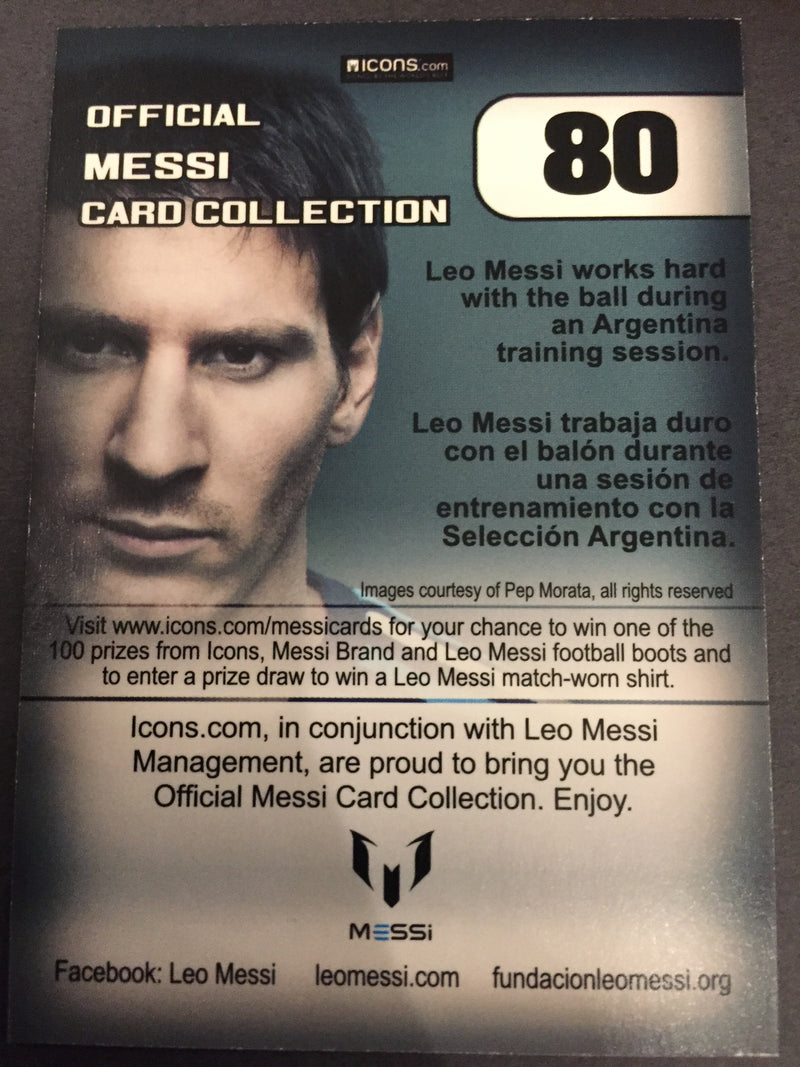 icons.com
OFFICIAL
MESSI
CARD COLLECTION
80
Leo Messi works hard
with the ball during
an Argentina
training session.
Leo Messi trabaja duro
con el balón durante
una sesión de
entrenamiento con la
Selección Argentina.
Images courtesy of Pep Morata, all rights reserved
Visit www.icons.com/messicards for your chance to win one of the
100 prizes from Icons, Messi Brand and Leo Messi football boots and
to enter a prize draw to win a Leo Messi match-worn shirt.
Icons.com, in conjunction with Leo Messi
Management, are proud to bring you the
Official Messi Card Collection. Enjoy.
MESSi
Facebook: Leo Messi leomessi.com fundacionleomessi.org